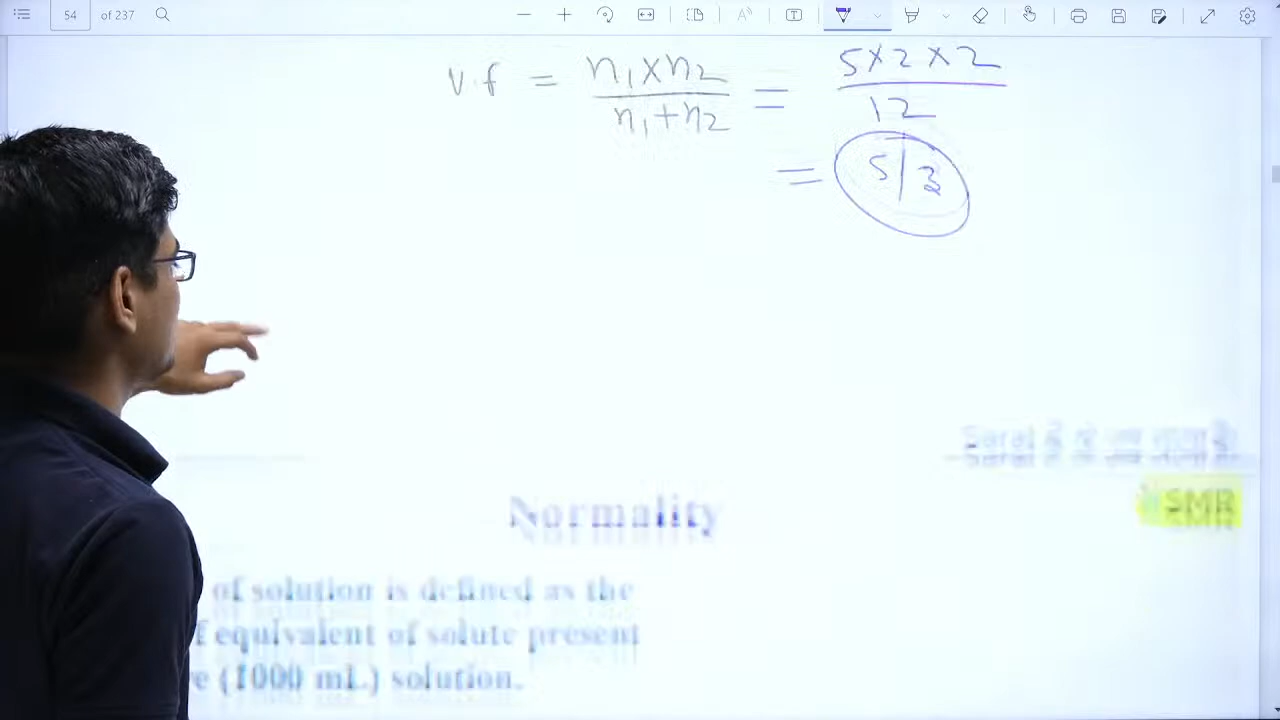 54 of 237
v.f = n₁×n₂ / n₁+n₂ = 5×2×2 / 12
= 5/3
Normality
of solution is defined as the
equivalent of solute present
(1000 mL) solution.